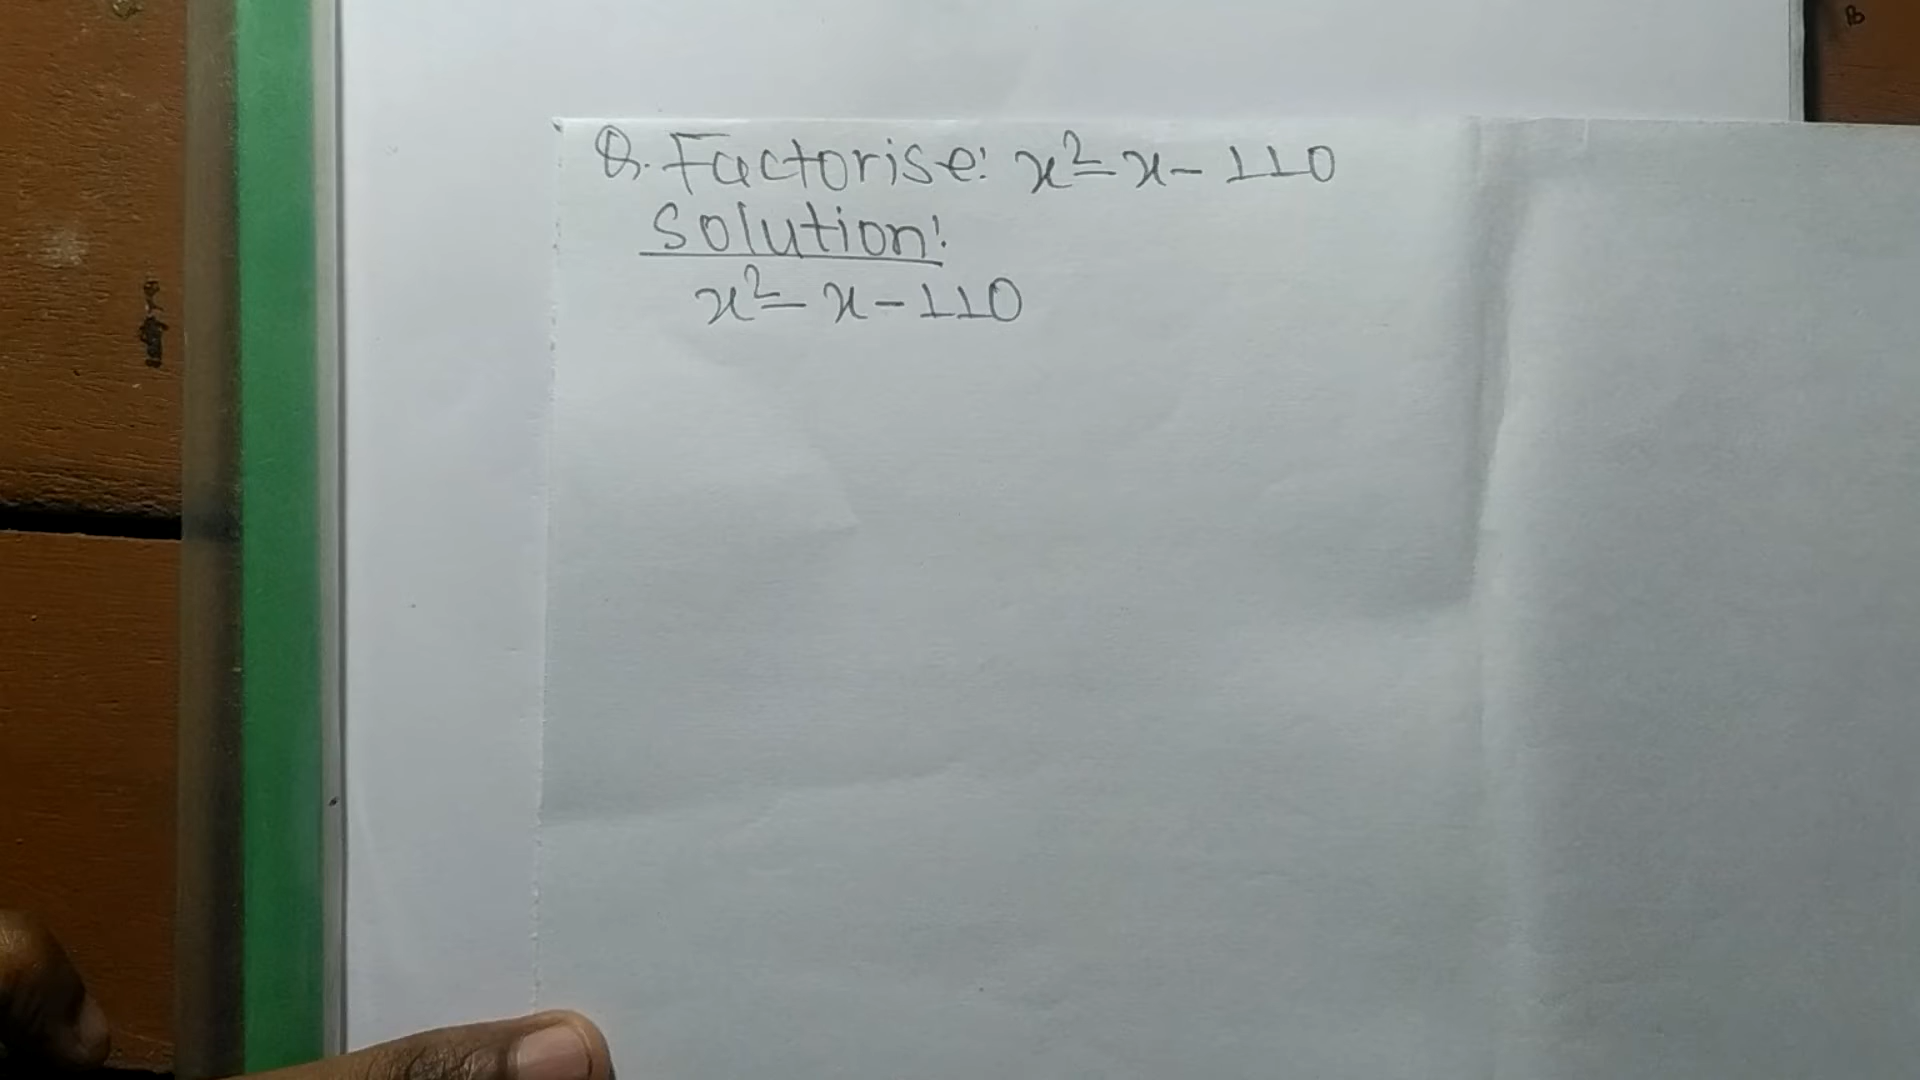 Q. Factorise: x² - x - 110
Solution:
x² - x - 110